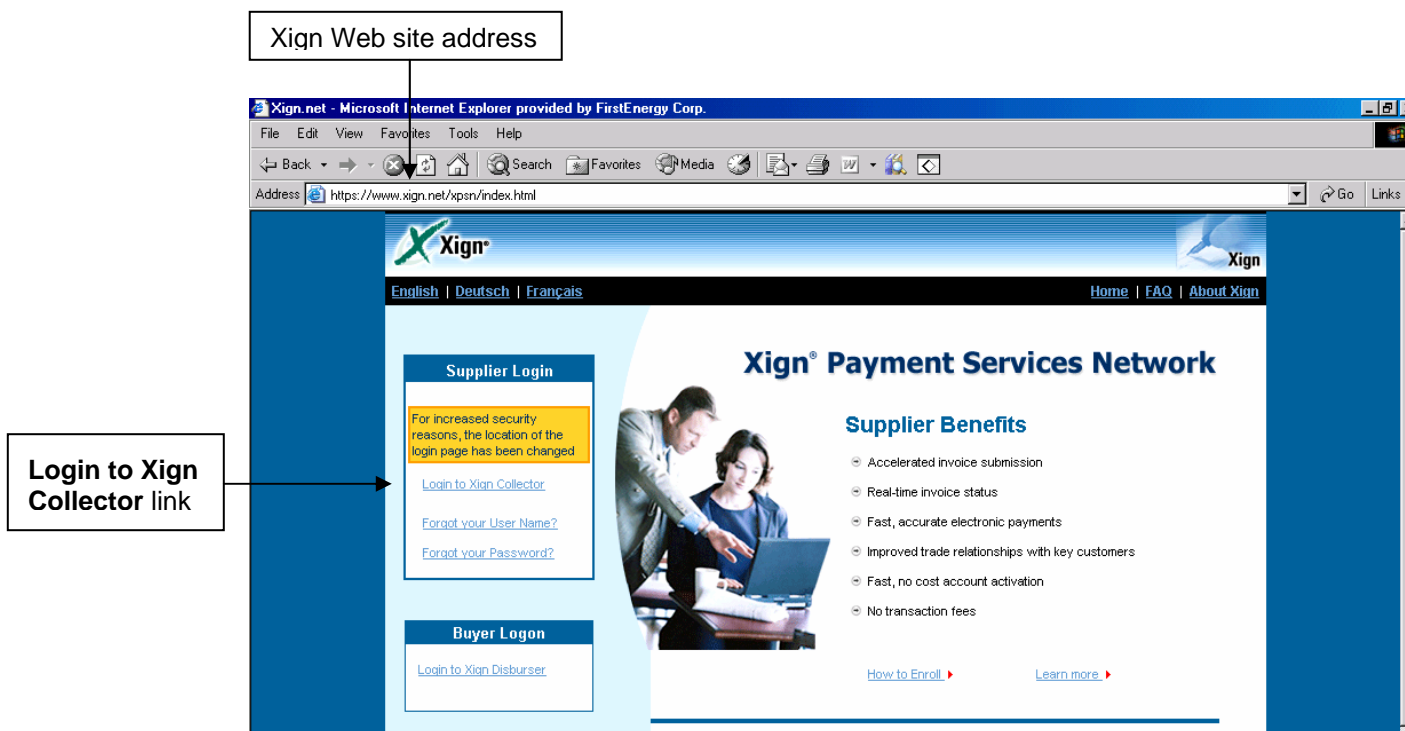 Xign Web site address
Xign.net - Microsoft Internet Explorer provided by FirstEnergy Corp.
File Edit View Favorites Tools Help
Back Search Favorites Media
Address https://www.xign.net/xpsn/index.html Go Links
Xign®
Xign
English | Deutsch | Français Home | FAQ | About Xign
Xign® Payment Services Network
Supplier Login
For increased security
reasons, the location of the
login page has been changed
Login to Xign Collector
Forgot your User Name?
Forgot your Password?
Login to Xign
Collector link
Supplier Benefits
Accelerated invoice submission
Real-time invoice status
Fast, accurate electronic payments
Improved trade relationships with key customers
Fast, no cost account activation
No transaction fees
Buyer Logon
Login to Xign Disburser
How to Enroll Learn more